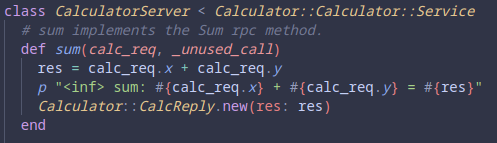 class CalculatorServer < Calculator::Calculator::Service
  # sum implements the Sum rpc method.
  def sum(calc_req, _unused_call)
    res = calc_req.x + calc_req.y
    p "<inf> sum: #{calc_req.x} + #{calc_req.y} = #{res}"
    Calculator::CalcReply.new(res: res)
  end